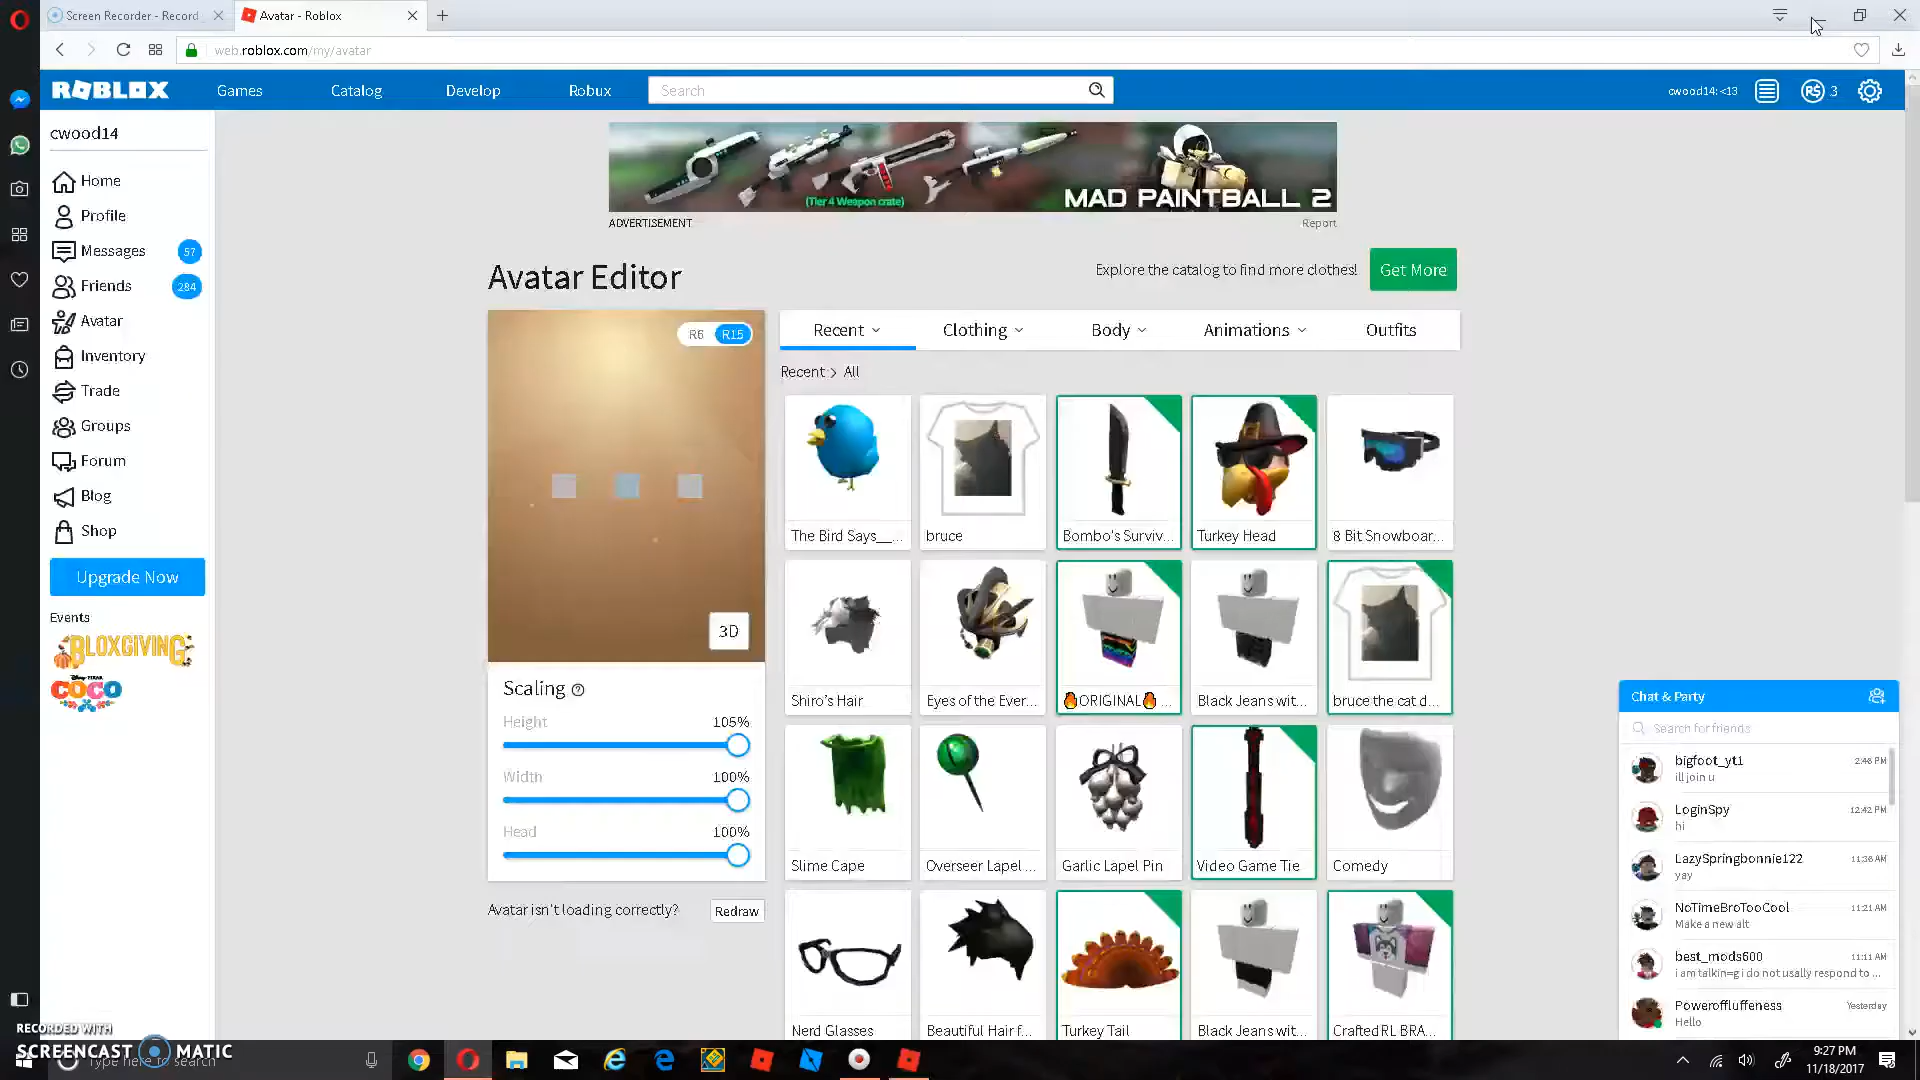 Screen Recorder - Record
Avatar - Roblox
web.roblox.com/my/avatar
ROBLOX
Games
Catalog
Develop
Robux
Search
cwood14: <13
R$ 3
cwood14
Home
Profile
Messages 57
Friends 284
Avatar
Inventory
Trade
Groups
Forum
Blog
Shop
Upgrade Now
Events
BLOXGIVING
DISNEY PIXAR
COCO
(Tier 4 Weapon crate)
MAD PAINTBALL 2
ADVERTISEMENT
Report
Avatar Editor
Explore the catalog to find more clothes!
Get More
R6 R15
3D
Scaling
Height 105%
Width 100%
Head 100%
Avatar isn't loading correctly?
Redraw
Recent
Clothing
Body
Animations
Outfits
Recent > All
The Bird Says__...
bruce
Bombo's Surviv...
Turkey Head
8 Bit Snowboar...
Shiro's Hair
Eyes of the Ever...
🔥ORIGINAL🔥 ...
Black Jeans wit...
bruce the cat d...
Slime Cape
Overseer Lapel ...
Garlic Lapel Pin
Video Game Tie
Comedy
Nerd Glasses
Beautiful Hair f...
Turkey Tail
Black Jeans wit...
CraftedRL BRA...
Chat & Party
Search for friends
bigfoot_yt1 2:46 PM
ill join u
LoginSpy 12:42 PM
hi
LazySpringbonnie122 11:36 AM
yay
NoTimeBroTooCool 11:21 AM
Make a new alt
best_mods600 11:11 AM
i am talkin=g i do not usally respond to ...
Poweroffluffeness Yesterday
Hello
RECORDED WITH
SCREENCAST MATIC
Type here to search
9:27 PM
11/18/2017